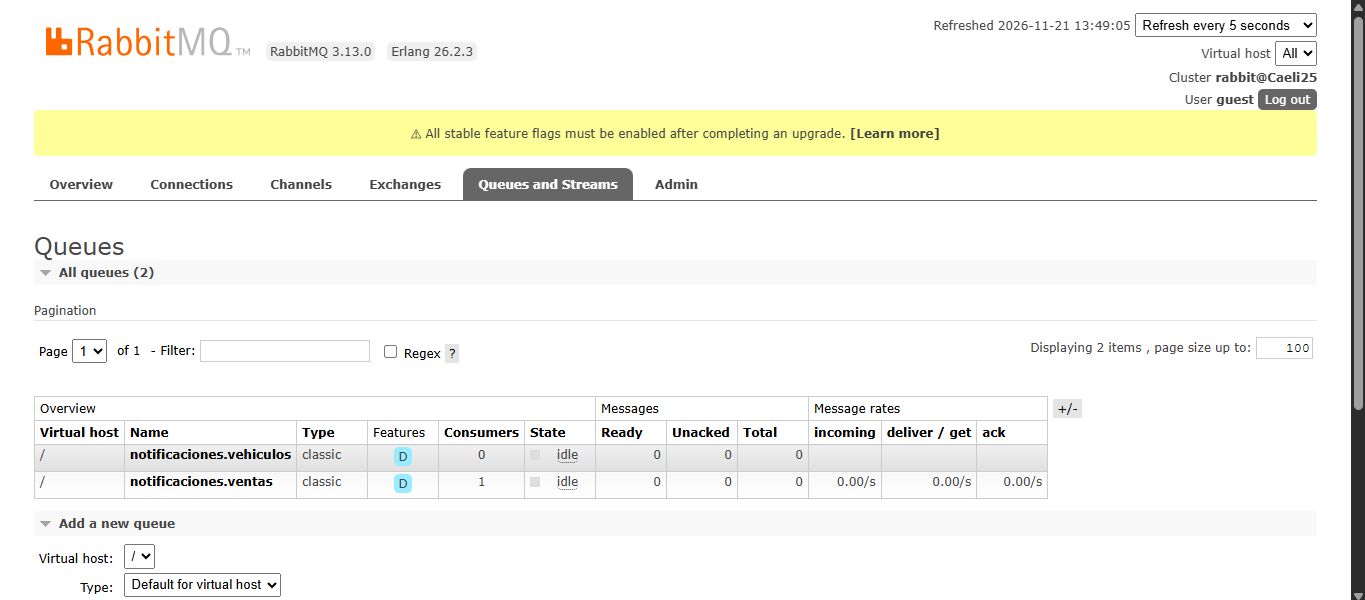 Refreshed 2026-11-21 13:49:05 Refresh every 5 seconds
RabbitMQ TM RabbitMQ 3.13.0 Erlang 26.2.3
Virtual host All
Cluster rabbit@Caeli25
User guest Log out
⚠ All stable feature flags must be enabled after completing an upgrade. [Learn more]
Overview Connections Channels Exchanges Queues and Streams Admin
Queues
All queues (2)
Pagination
Page 1 of 1 - Filter: Regex ? Displaying 2 items , page size up to: 100
Overview Messages Message rates +/-
Virtual host Name Type Features Consumers State Ready Unacked Total incoming deliver / get ack
/ notificaciones.vehiculos classic D 0 idle 0 0 0
/ notificaciones.ventas classic D 1 idle 0 0 0 0.00/s 0.00/s 0.00/s
Add a new queue
Virtual host: /
Type: Default for virtual host